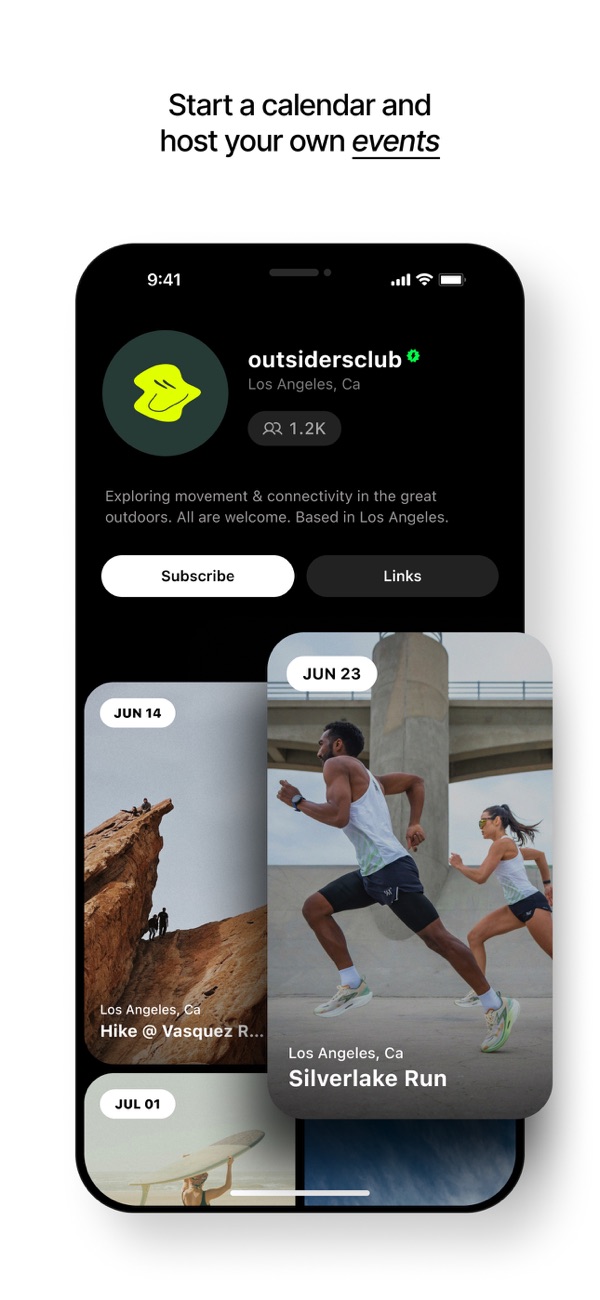 Start a calendar and
host your own events
9:41
outsidersclub
Los Angeles, Ca
1.2K
Exploring movement & connectivity in the great
outdoors. All are welcome. Based in Los Angeles.
Subscribe
Links
JUN 14
Los Angeles, Ca
Hike @ Vasquez R...
JUN 23
Los Angeles, Ca
Silverlake Run
JUL 01